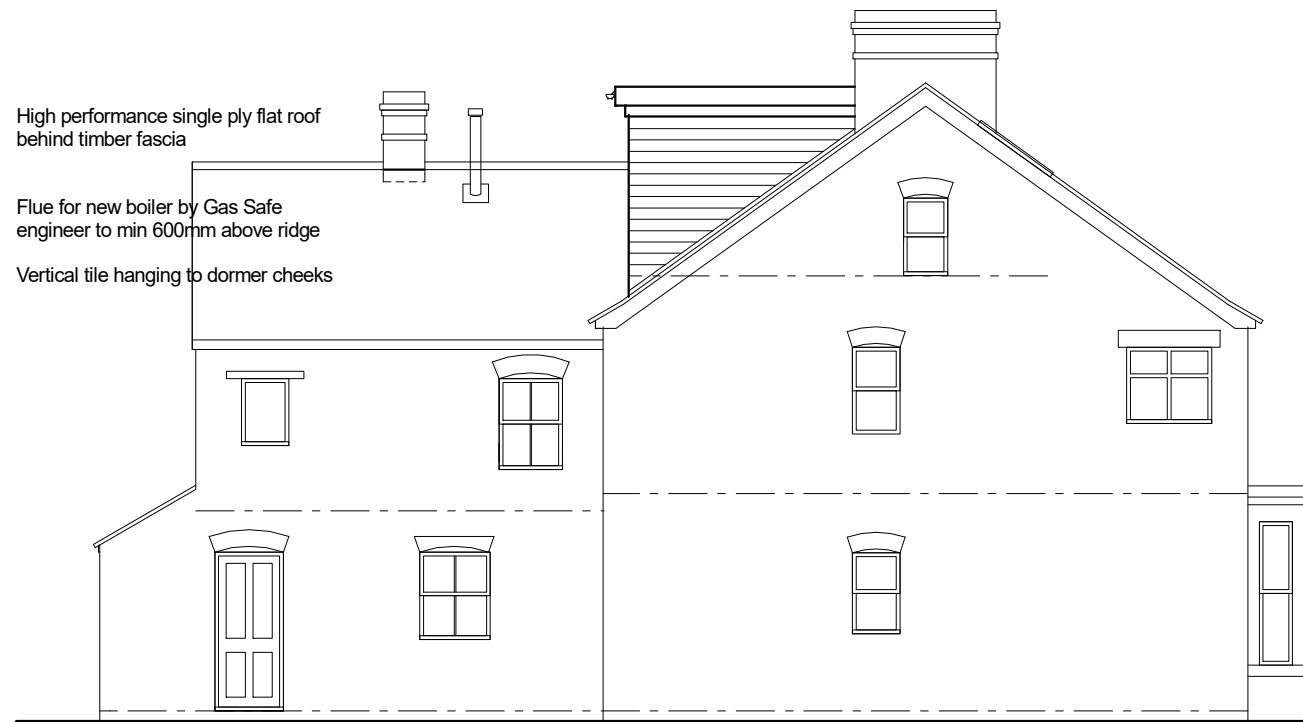 High performance single ply flat roof
behind timber fascia
Flue for new boiler by Gas Safe
engineer to min 600mm above ridge
Vertical tile hanging to dormer cheeks